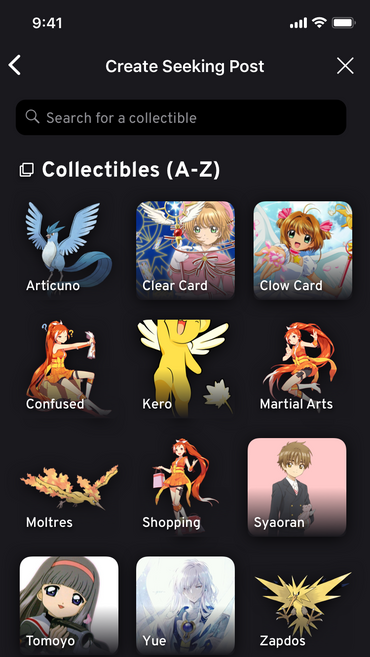 9:41
Create Seeking Post
Search for a collectible
Collectibles (A-Z)
Articuno
Clear Card
Clow Card
Confused
Kero
Martial Arts
Moltres
Shopping
Syaoran
Tomoyo
Yue
Zapdos